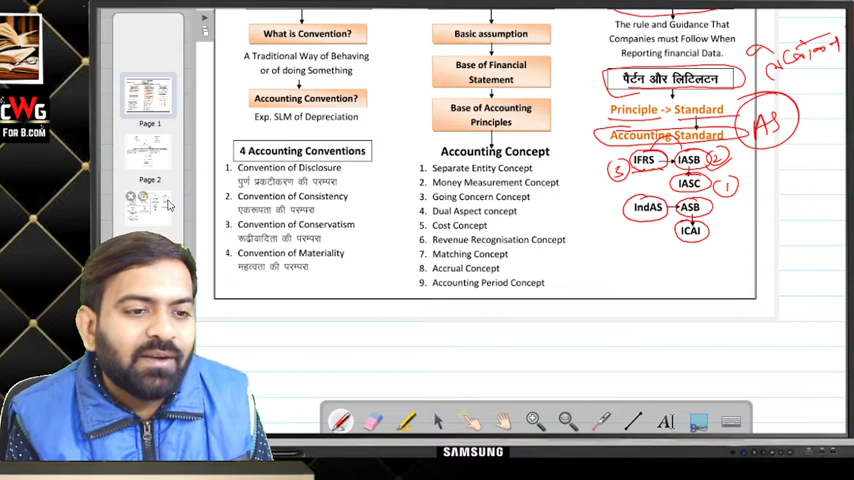 CWG
For B.COM
Page 1
Page 2
What is Convention?
A Traditional Way of Behaving
or of doing Something
Accounting Convention?
Exp. SLM of Depreciation
4 Accounting Conventions
1. Convention of Disclosure
पुर्ण प्रकटीकरण की परम्परा
2. Convention of Consistency
एकरूपता की परम्परा
3. Convention of Conservatism
रूढीवादिता की परम्परा
4. Convention of Materiality
महत्वता की परम्परा
Basic assumption
Base of Financial
Statement
Base of Accounting
Principles
Accounting Concept
1. Separate Entity Concept
2. Money Measurement Concept
3. Going Concern Concept
4. Dual Aspect concept
5. Cost Concept
6. Revenue Recognisation Concept
7. Matching Concept
8. Accrual Concept
9. Accounting Period Concept
The rule and Guidance That
Companies must Follow When
Reporting financial Data.
पैर्टन और लिटिलटन
Principle -> Standard
Accounting Standard
AS
3 IFRS IASB 2
IASC 1
IndAS ASB
ICAI
AI
SAMSUNG